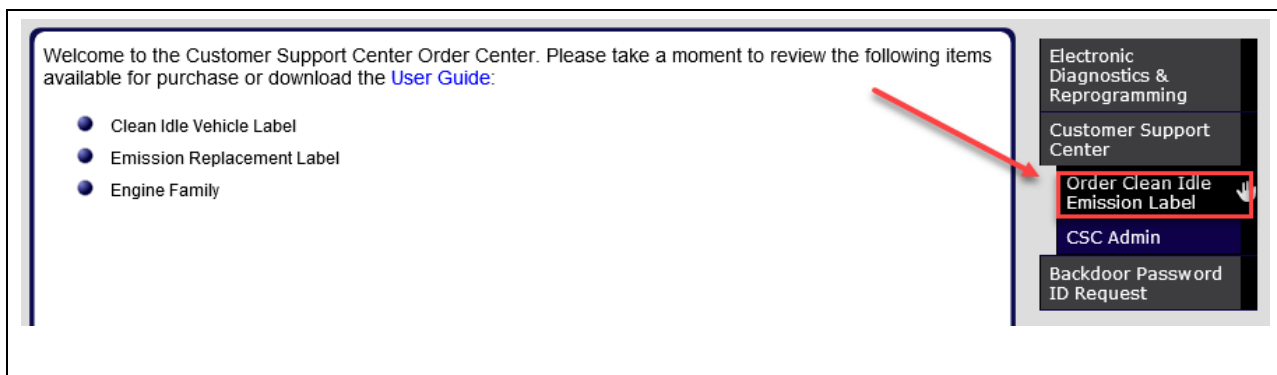 Welcome to the Customer Support Center Order Center. Please take a moment to review the following items
available for purchase or download the User Guide:
Clean Idle Vehicle Label
Emission Replacement Label
Engine Family
Electronic
Diagnostics &
Reprogramming
Customer Support
Center
Order Clean Idle
Emission Label
CSC Admin
Backdoor Password
ID Request